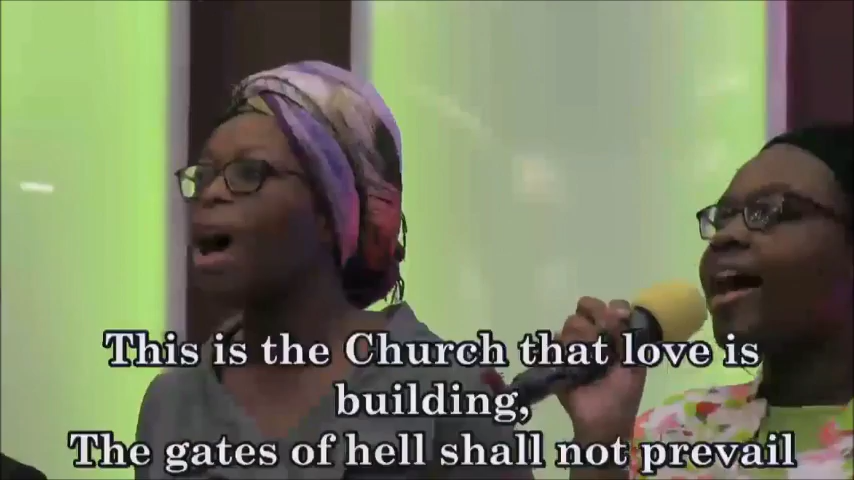 This is the Church that love is
building,
The gates of hell shall not prevail